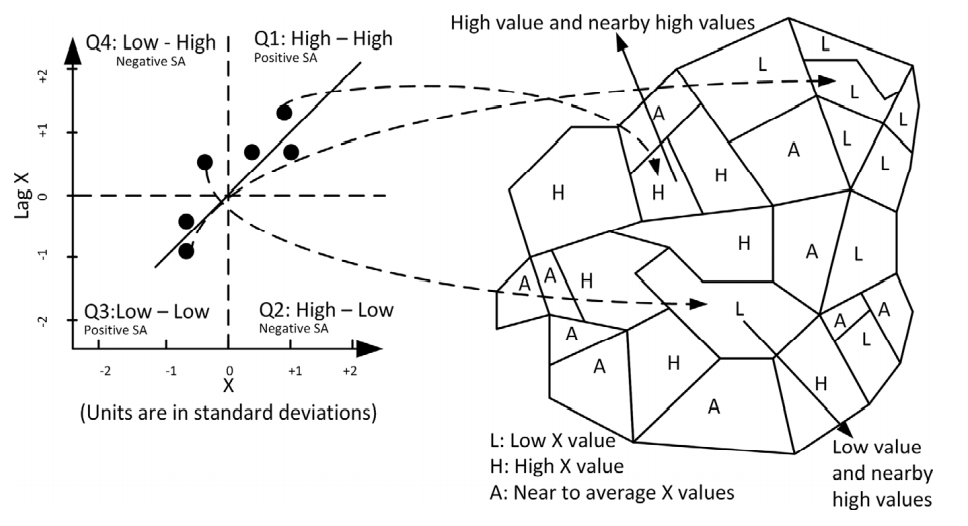 High value and nearby high values
Q4: Low - High
Negative SA
Q1: High – High
Positive SA
+2
+1
0
-1
-2
Lag X
Q3:Low – Low
Positive SA
Q2: High – Low
Negative SA
-2
-1
0
+1
+2
X
(Units are in standard deviations)
L
L
L
A
L
L
A
L
H
H
H
H
A
L
A
A
H
L
A
A
A
L
A
H
H
A
L: Low X value
H: High X value
A: Near to average X values
Low value
and nearby
high values